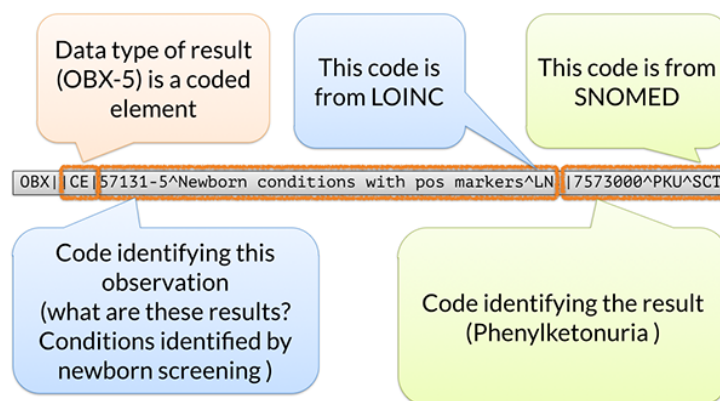 Data type of result
(OBX-5) is a coded
element
This code is
from LOINC
This code is from
SNOMED
OBX||CE|57131-5^Newborn conditions with pos markers^LN||7573000^PKU^SCT
Code identifying this
observation
(what are these results?
Conditions identified by
newborn screening )
Code identifying the result
(Phenylketonuria )